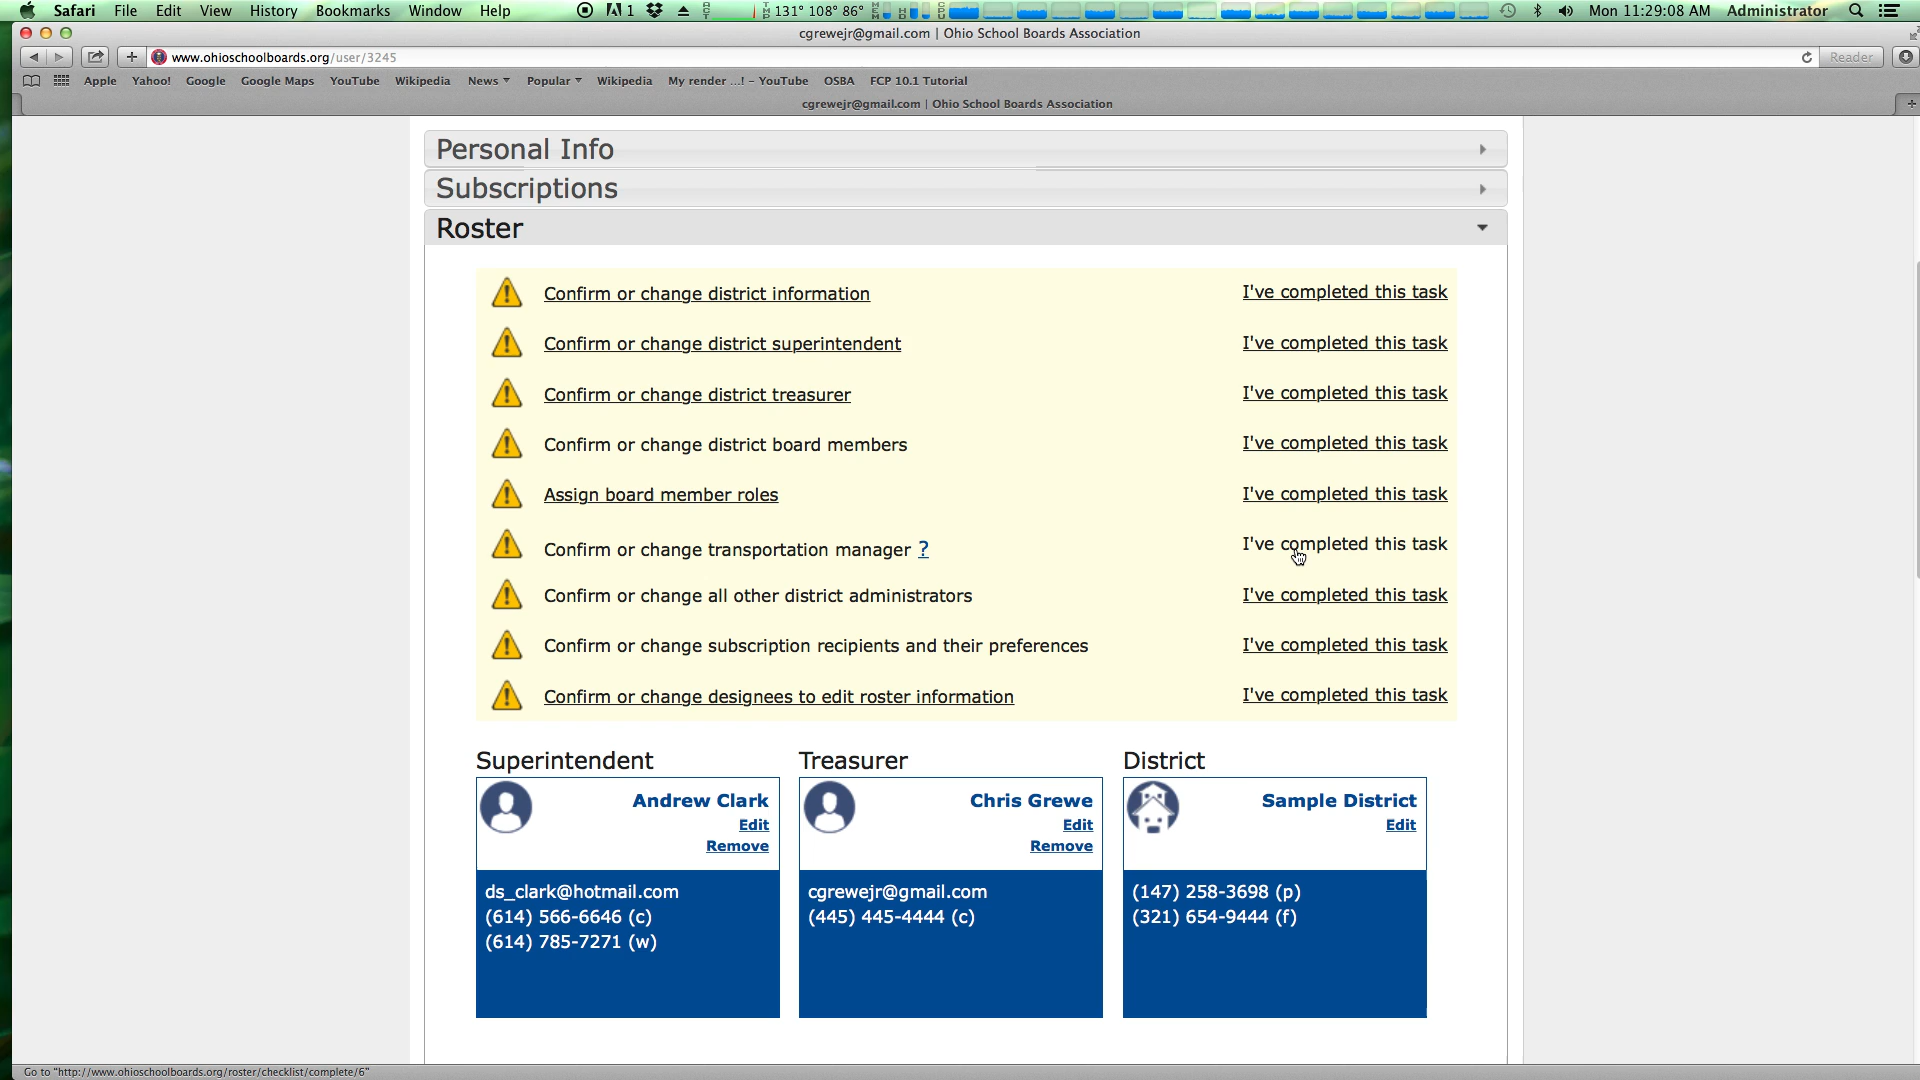 Safari File Edit View History Bookmarks Window Help 1 131° 108° 86° Mon 11:29:08 AM Administrator
cgrewejr@gmail.com | Ohio School Boards Association
www.ohioschoolboards.org/user/3245 Reader
Apple Yahoo! Google Google Maps YouTube Wikipedia News Popular Wikipedia My render ...! - YouTube OSBA FCP 10.1 Tutorial
cgrewejr@gmail.com | Ohio School Boards Association
Personal Info
Subscriptions
Roster
Confirm or change district information I've completed this task
Confirm or change district superintendent I've completed this task
Confirm or change district treasurer I've completed this task
Confirm or change district board members I've completed this task
Assign board member roles I've completed this task
Confirm or change transportation manager ? I've completed this task
Confirm or change all other district administrators I've completed this task
Confirm or change subscription recipients and their preferences I've completed this task
Confirm or change designees to edit roster information I've completed this task
Superintendent Treasurer District
Andrew Clark Chris Grewe Sample District
Edit Edit Edit
Remove Remove
ds_clark@hotmail.com cgrewejr@gmail.com (147) 258-3698 (p)
(614) 566-6646 (c) (445) 445-4444 (c) (321) 654-9444 (f)
(614) 785-7271 (w)
Go to "http://www.ohioschoolboards.org/roster/checklist/complete/6"